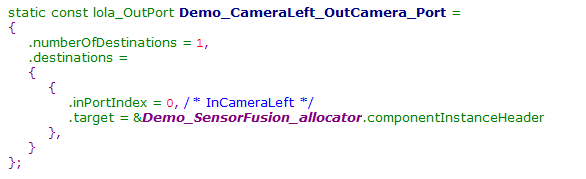 static const lola_OutPort Demo_CameraLeft_OutCamera_Port =
{
.numberOfDestinations = 1,
.destinations =
{
{
.inPortIndex = 0, /* InCameraLeft */
.target = &Demo_SensorFusion_allocator.componentInstanceHeader
},
}
};